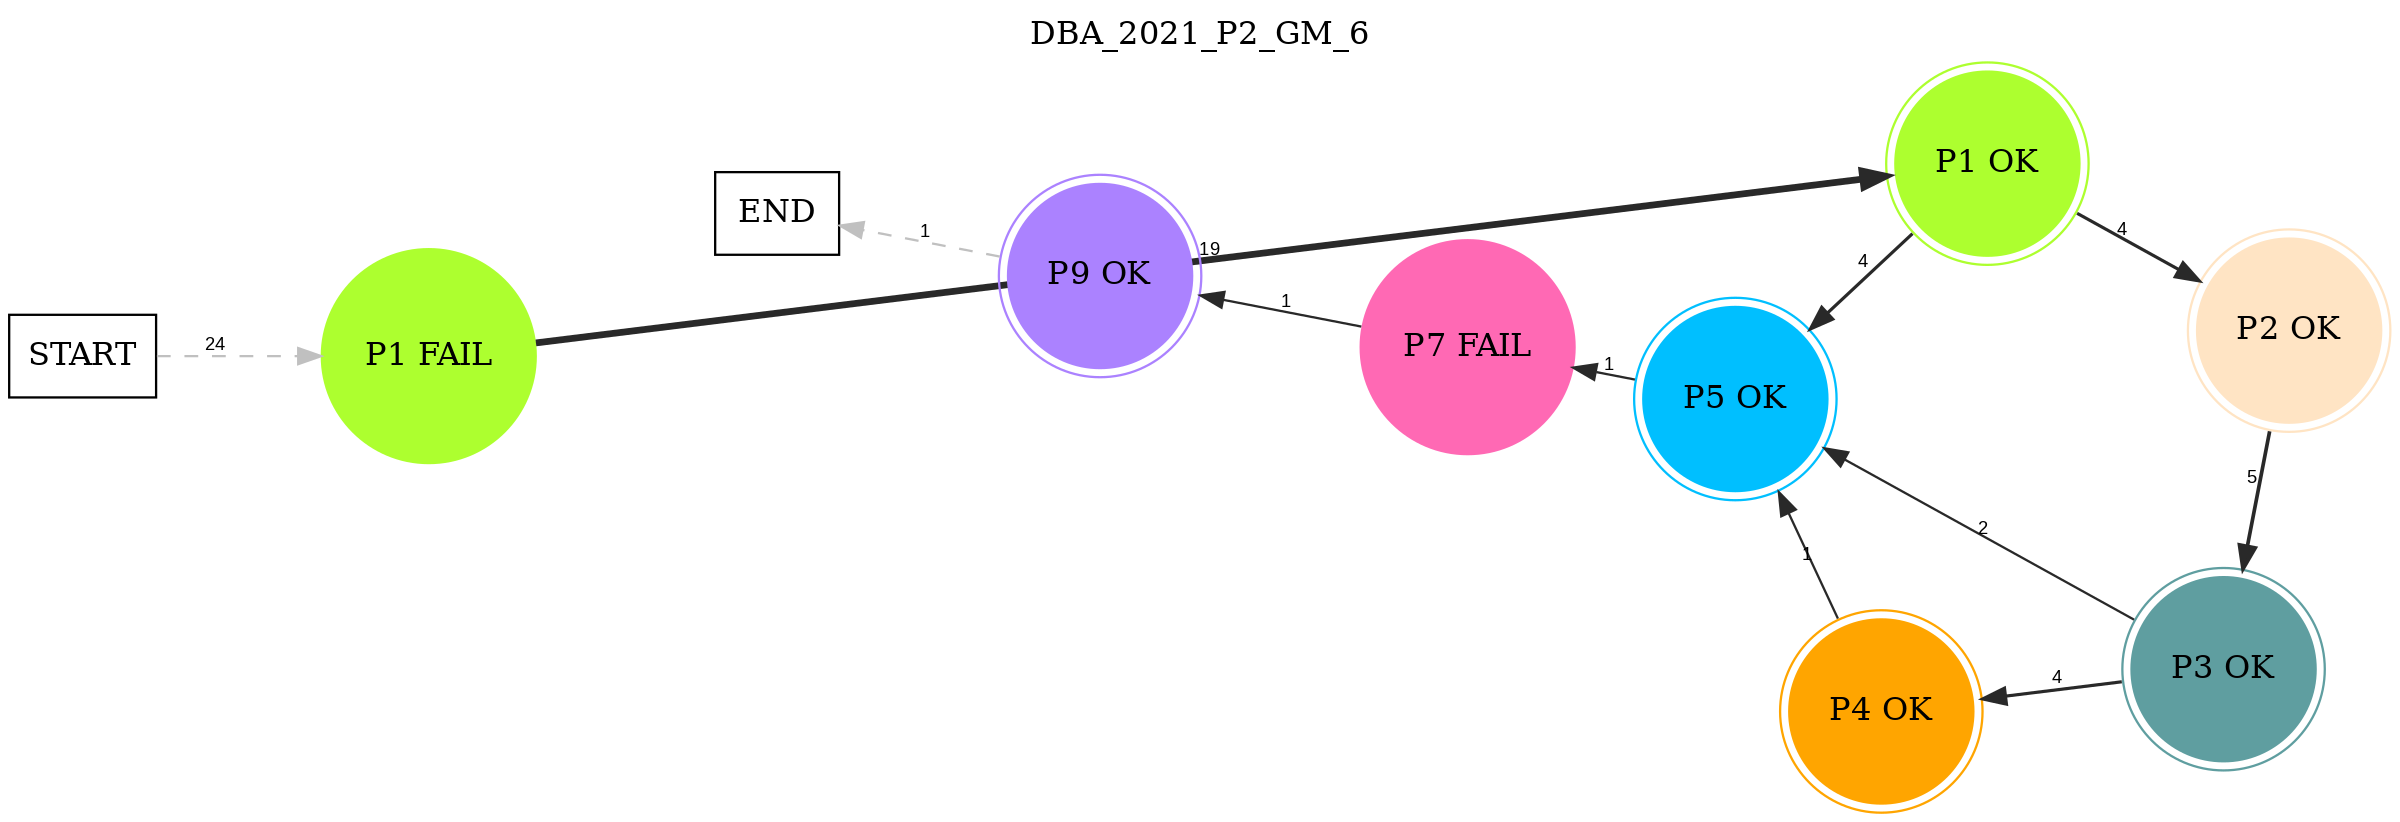 DBA_2021_P2_GM_6
P1 OK
4
END
1
P9 OK
19
4
P2 OK
START
24
P1 FAIL
1
P7 FAIL
1
P5 OK
5
2
1
P3 OK
4
P4 OK